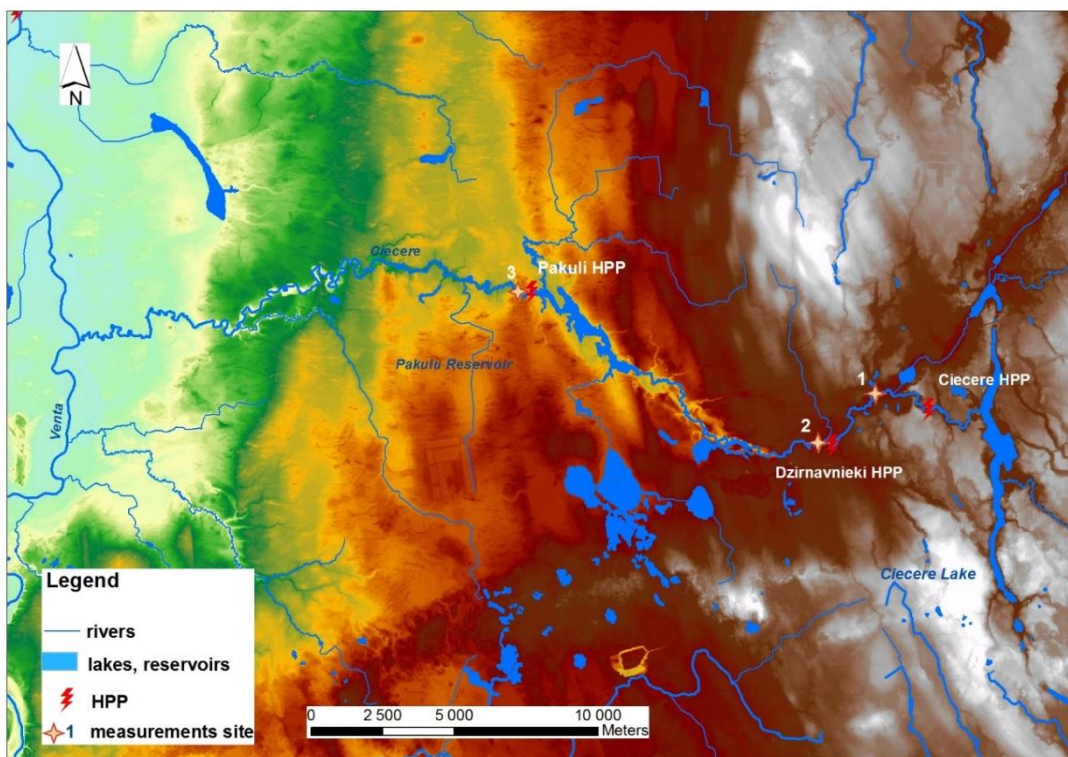 N
Ciecere
3
Pakuli HPP
Pakulu Reservoir
1
Ciecere HPP
2
Dzirnavnieki HPP
Venta
Ciecere Lake
Legend
rivers
lakes, reservoirs
HPP
1 measurements site
0 2 500 5 000 10 000
Meters